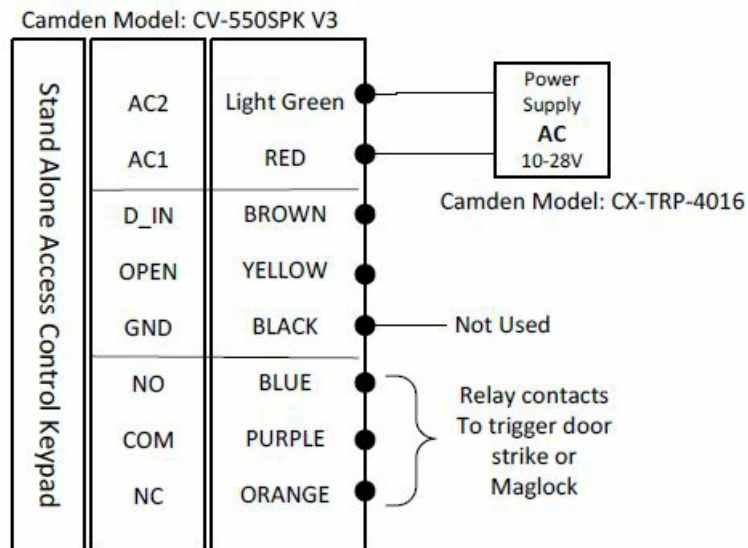 Camden Model: CV-550SPK V3
Stand Alone Access Control Keypad
AC2 Light Green
AC1 RED
D_IN BROWN
OPEN YELLOW
GND BLACK
NO BLUE
COM PURPLE
NC ORANGE
Power
Supply
AC
10-28V
Camden Model: CX-TRP-4016
Not Used
Relay contacts
To trigger door
strike or
Maglock